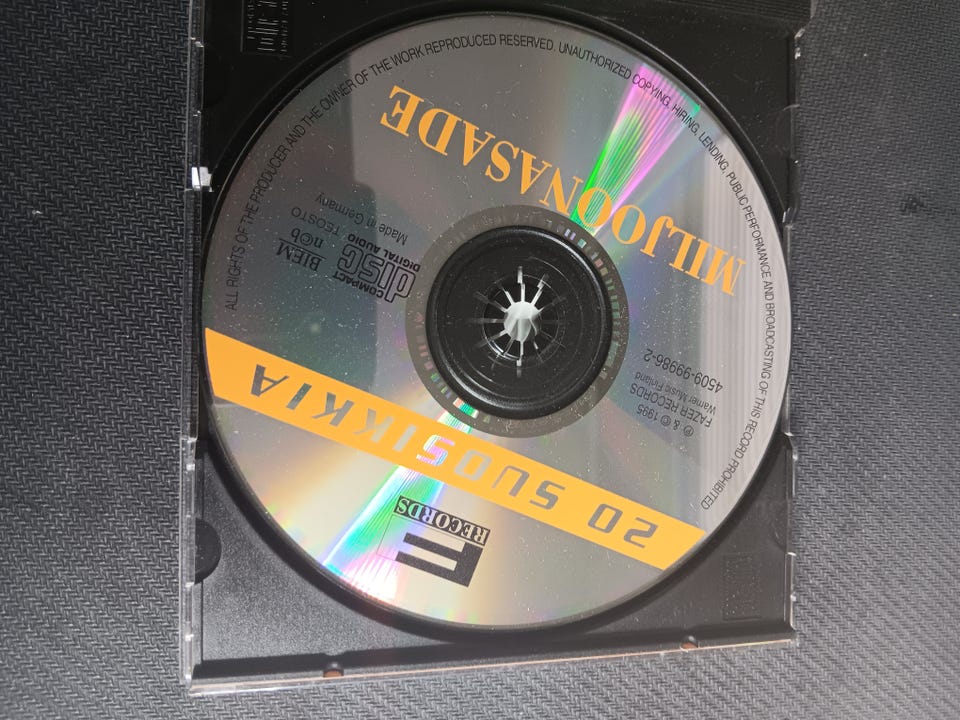 ALL RIGHTS OF THE PRODUCER AND THE OWNER OF THE WORK REPRODUCED RESERVED. UNAUTHORIZED COPYING, HIRING, LENDING, PUBLIC PERFORMANCE AND BROADCASTING OF THIS RECORD PROHIBITED
RECORDS
20 SUOSIKKIA
℗ & © 1995
FAZER RECORDS
Warner Music Finland
4509-99986-2
COMPACT
disc
DIGITAL AUDIO
BIEM
n©b
TEOSTO
Made in Germany
MILJOONASADE